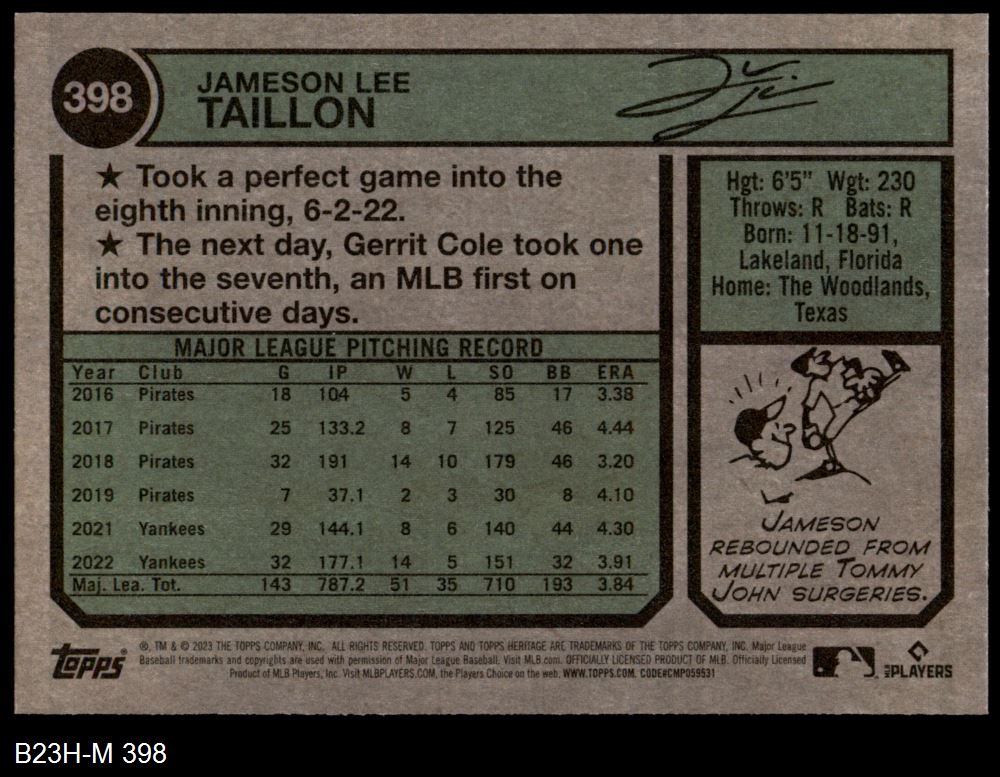 398
JAMESON LEE
TAILLON
★ Took a perfect game into the
eighth inning, 6-2-22.
★ The next day, Gerrit Cole took one
into the seventh, an MLB first on
consecutive days.
MAJOR LEAGUE PITCHING RECORD
Year Club G IP W L SO BB ERA
2016 Pirates 18 104 5 4 85 17 3.38
2017 Pirates 25 133.2 8 7 125 46 4.44
2018 Pirates 32 191 14 10 179 46 3.20
2019 Pirates 7 37.1 2 3 30 8 4.10
2021 Yankees 29 144.1 8 6 140 44 4.30
2022 Yankees 32 177.1 14 5 151 32 3.91
Maj. Lea. Tot. 143 787.2 51 35 710 193 3.84
Hgt: 6'5" Wgt: 230
Throws: R Bats: R
Born: 11-18-91,
Lakeland, Florida
Home: The Woodlands,
Texas
JAMESON
REBOUNDED FROM
MULTIPLE TOMMY
JOHN SURGERIES.
topps®
®, TM & © 2023 THE TOPPS COMPANY, INC. ALL RIGHTS RESERVED. TOPPS AND TOPPS HERITAGE ARE TRADEMARKS OF THE TOPPS COMPANY, INC. Major League
Baseball trademarks and copyrights are used with permission of Major League Baseball. Visit MLB.com. OFFICIALLY LICENSED PRODUCT OF MLB. Officially Licensed
Product of MLB Players, Inc. Visit MLBPLAYERS.COM, the Players Choice on the web. WWW.TOPPS.COM. CODE#CMP059531
MLB PLAYERS
B23H-M 398